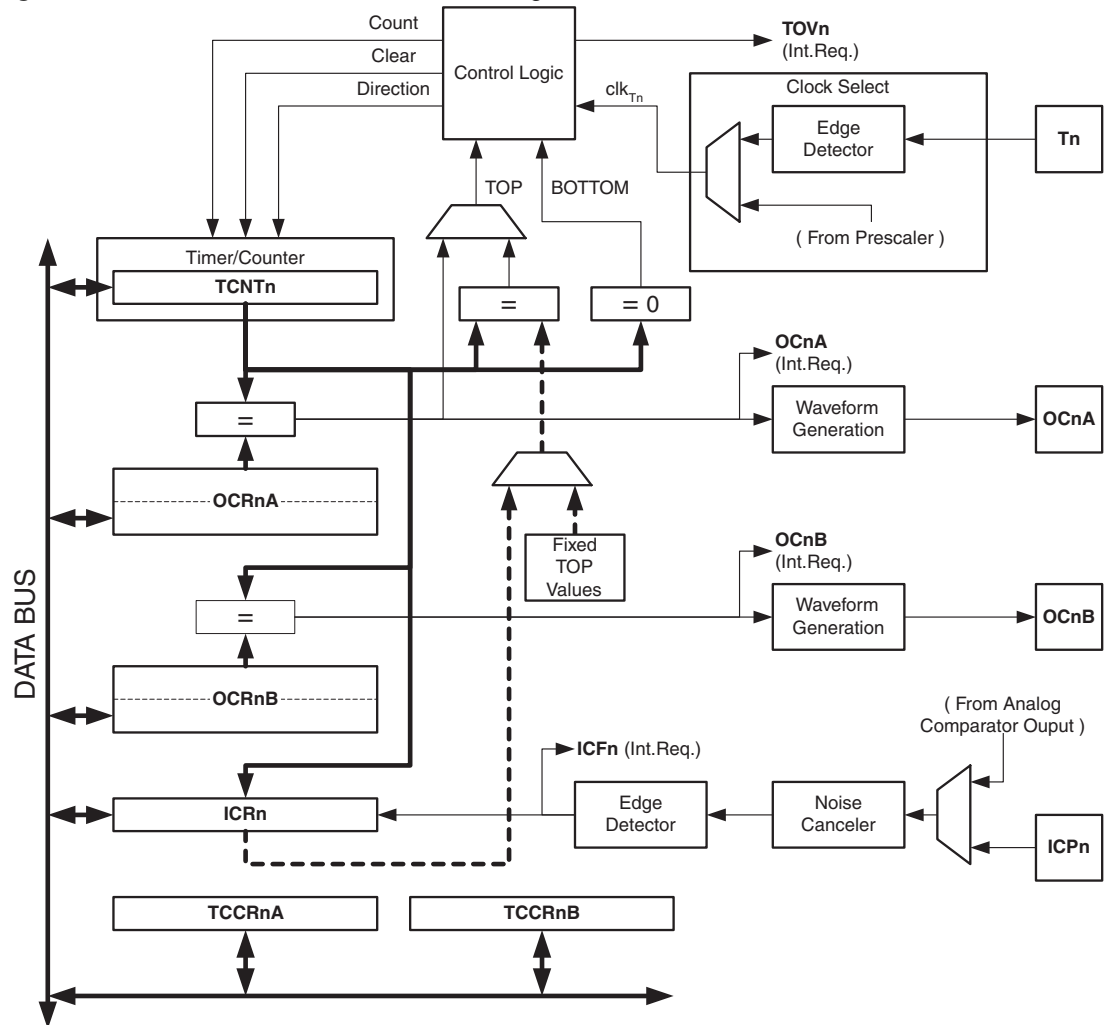 Count
Clear
Direction
Control Logic
TOVn
(Int.Req.)
clkTn
Clock Select
Edge
Detector
Tn
( From Prescaler )
TOP
BOTTOM
Timer/Counter
TCNTn
=
= 0
OCnA
(Int.Req.)
=
Waveform
Generation
OCnA
OCRnA
Fixed
TOP
Values
OCnB
(Int.Req.)
=
Waveform
Generation
OCnB
OCRnB
DATA BUS
( From Analog
Comparator Ouput )
ICFn (Int.Req.)
ICRn
Edge
Detector
Noise
Canceler
ICPn
TCCRnA
TCCRnB